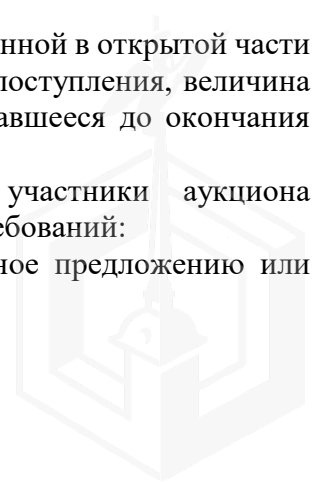 нной в открытой части
поступления, величина
авшееся до окончания
участники аукциона
ебований:
ное предложению или